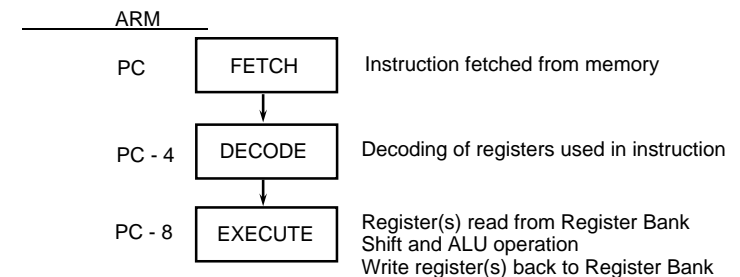 ARM
PC FETCH Instruction fetched from memory
PC - 4 DECODE Decoding of registers used in instruction
PC - 8 EXECUTE Register(s) read from Register Bank
Shift and ALU operation
Write register(s) back to Register Bank